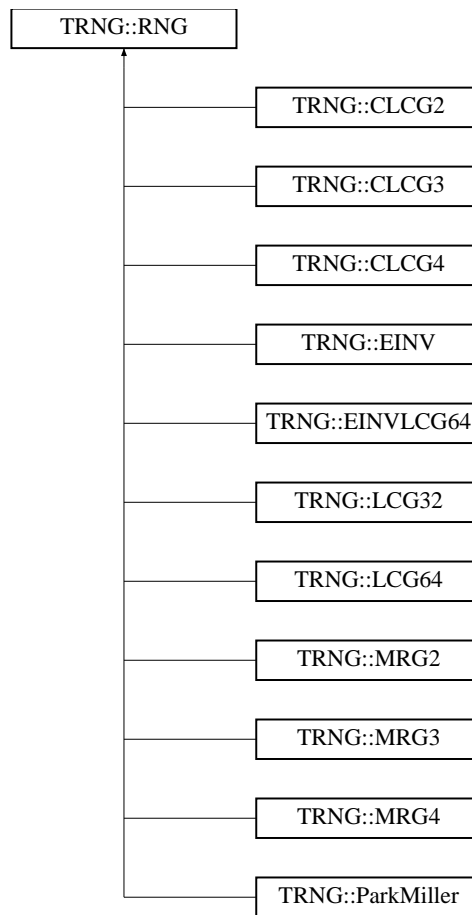 TRNG::RNG
TRNG::CLCG2
TRNG::CLCG3
TRNG::CLCG4
TRNG::EINV
TRNG::EINVLCG64
TRNG::LCG32
TRNG::LCG64
TRNG::MRG2
TRNG::MRG3
TRNG::MRG4
TRNG::ParkMiller